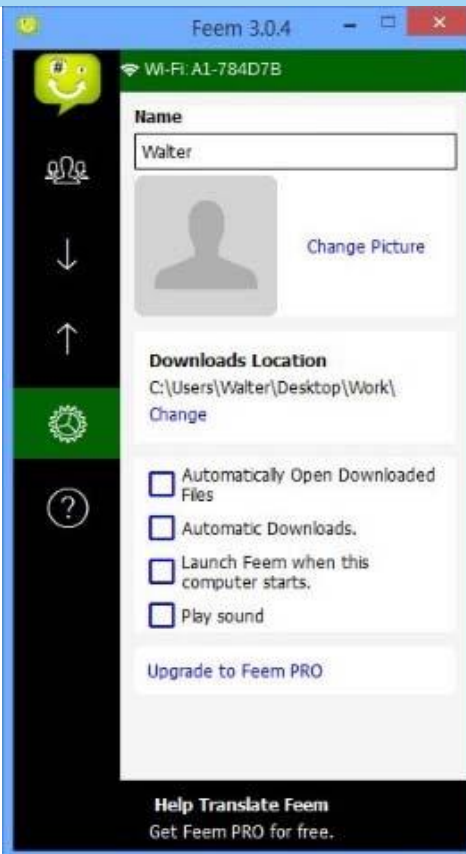 Feem 3.0.4
Wi-Fi: A1-784D7B
Name
Walter
Change Picture
Downloads Location
C:\Users\Walter\Desktop\Work\
Change
Automatically Open Downloaded
Files
Automatic Downloads.
Launch Feem when this
computer starts.
Play sound
Upgrade to Feem PRO
Help Translate Feem
Get Feem PRO for free.